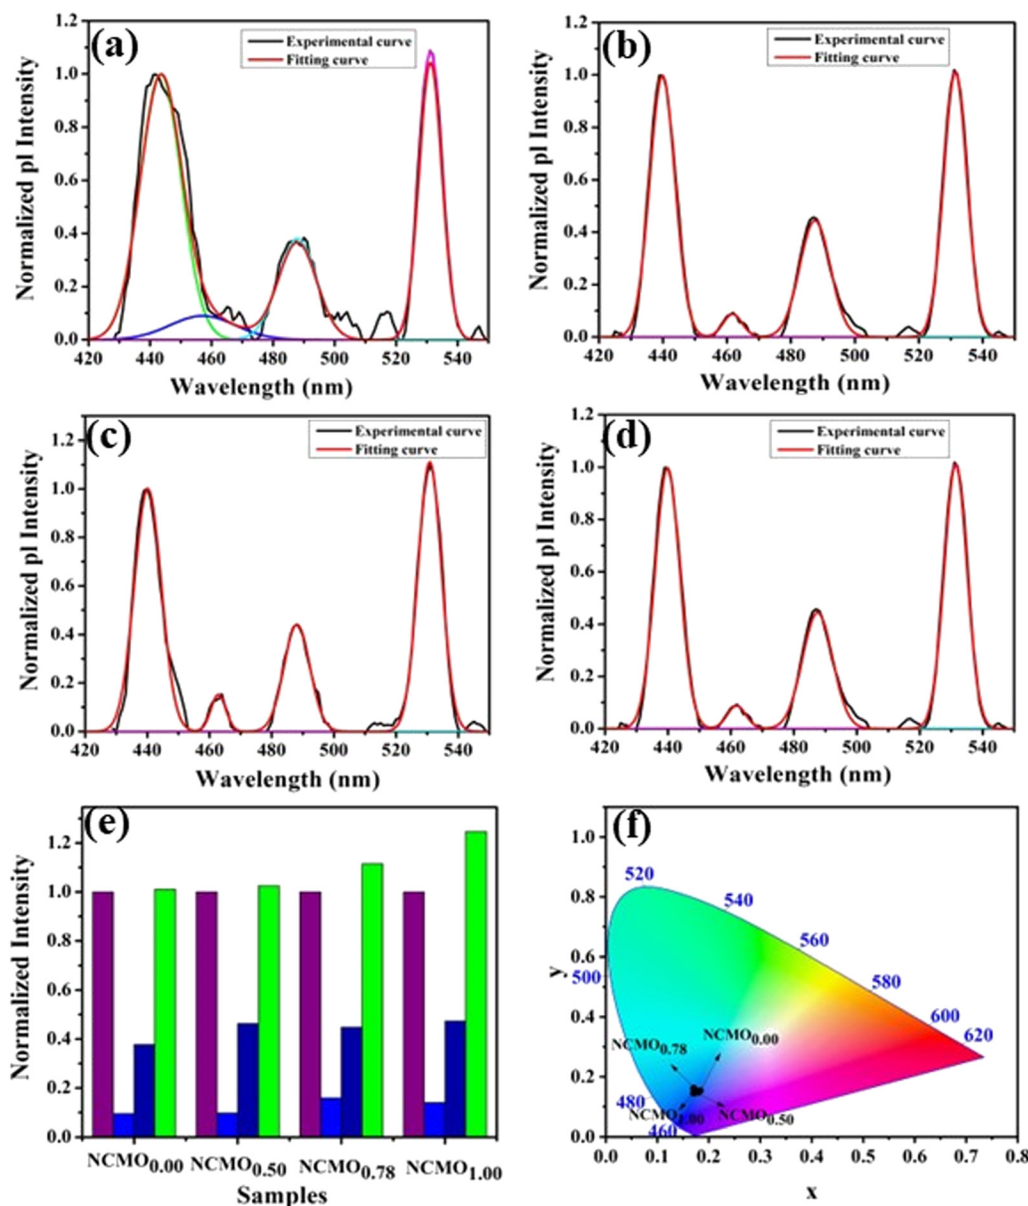 (a)
Experimental curve
Fitting curve
Normalized pl Intensity
1.2
1.0
0.8
0.6
0.4
0.2
0.0
420 440 460 480 500 520 540
Wavelength (nm)
(b)
Experimental curve
Fitting curve
Normalized pl Intensity
1.2
1.0
0.8
0.6
0.4
0.2
0.0
420 440 460 480 500 520 540
Wavelength (nm)
(c)
Experimental curve
Fitting curve
Normalized pl Intensity
1.2
1.0
0.8
0.6
0.4
0.2
0.0
420 440 460 480 500 520 540
Wavelength (nm)
(d)
Experimental curve
Fitting curve
Normalized pl Intensity
1.2
1.0
0.8
0.6
0.4
0.2
0.0
420 440 460 480 500 520 540
Wavelength (nm)
(e)
Normalized Intensity
1.2
1.0
0.8
0.6
0.4
0.2
0.0
NCMO0.00 NCMO0.50 NCMO0.78 NCMO1.00
Samples
(f)
y
1.0
0.8
0.6
0.4
0.2
0.0
520
540
560
500
580
600
620
NCMO0.00
NCMO0.78
480
NCMO1.00
NCMO0.50
460
0.0 0.1 0.2 0.3 0.4 0.5 0.6 0.7 0.8
x